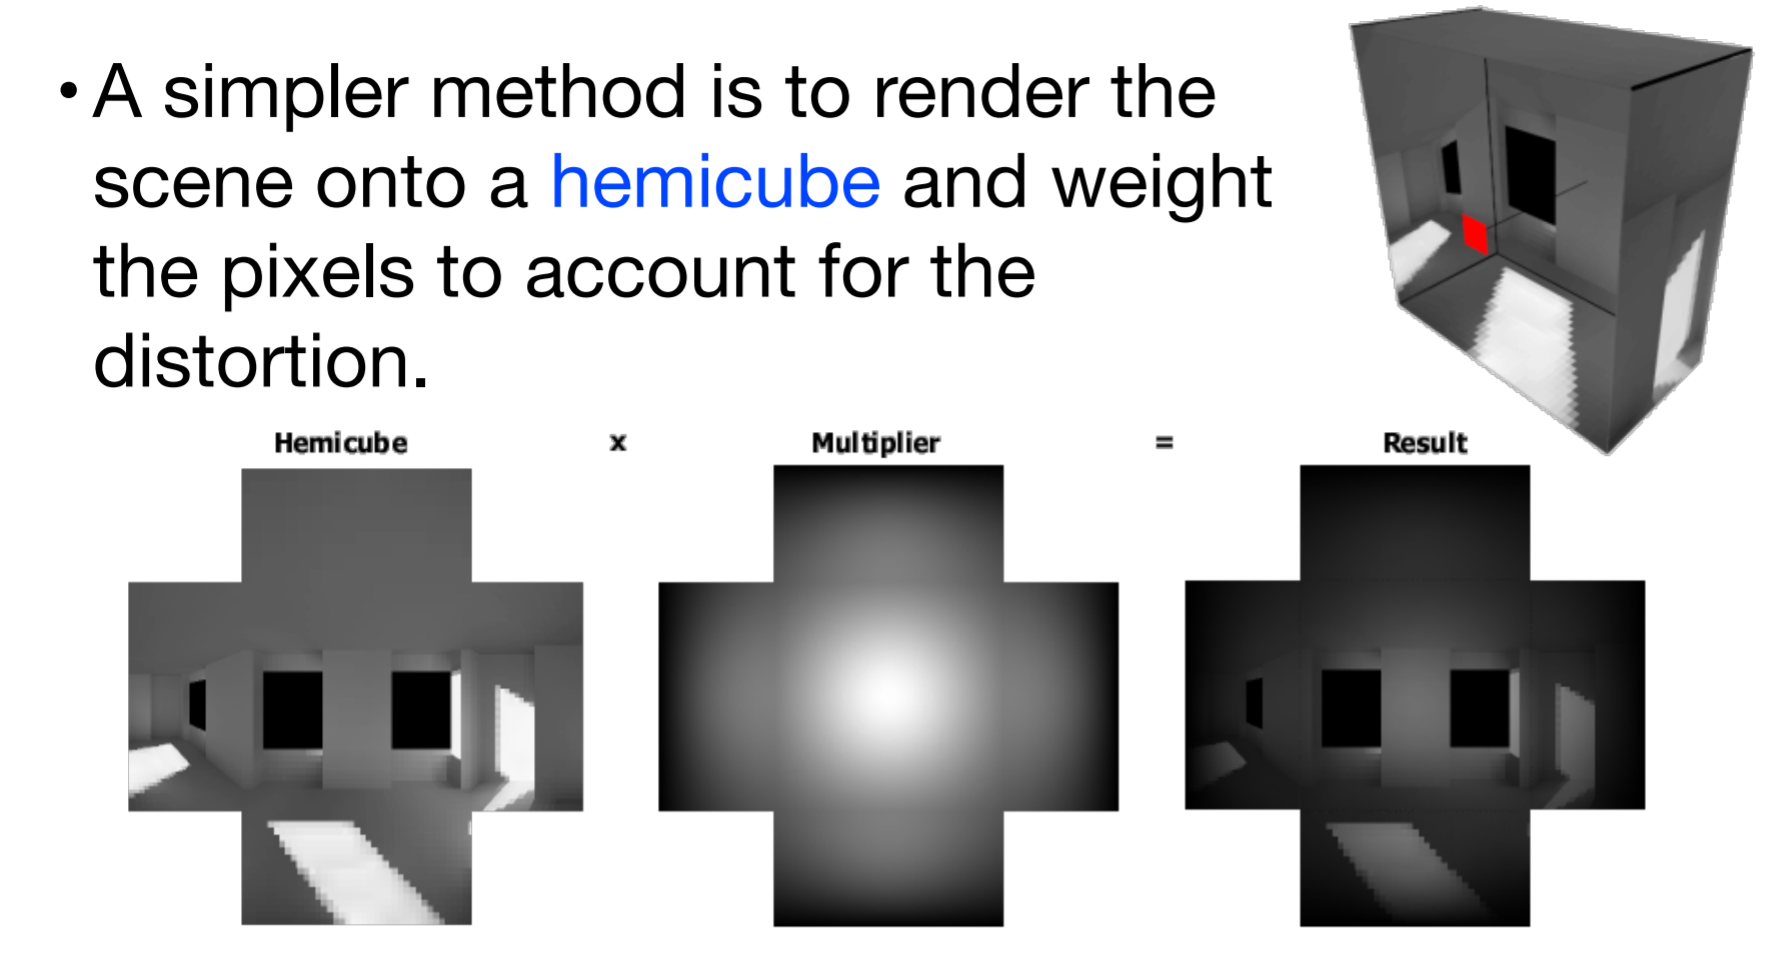 • A simpler method is to render the
scene onto a hemicube and weight
the pixels to account for the
distortion.
Hemicube x Multiplier = Result